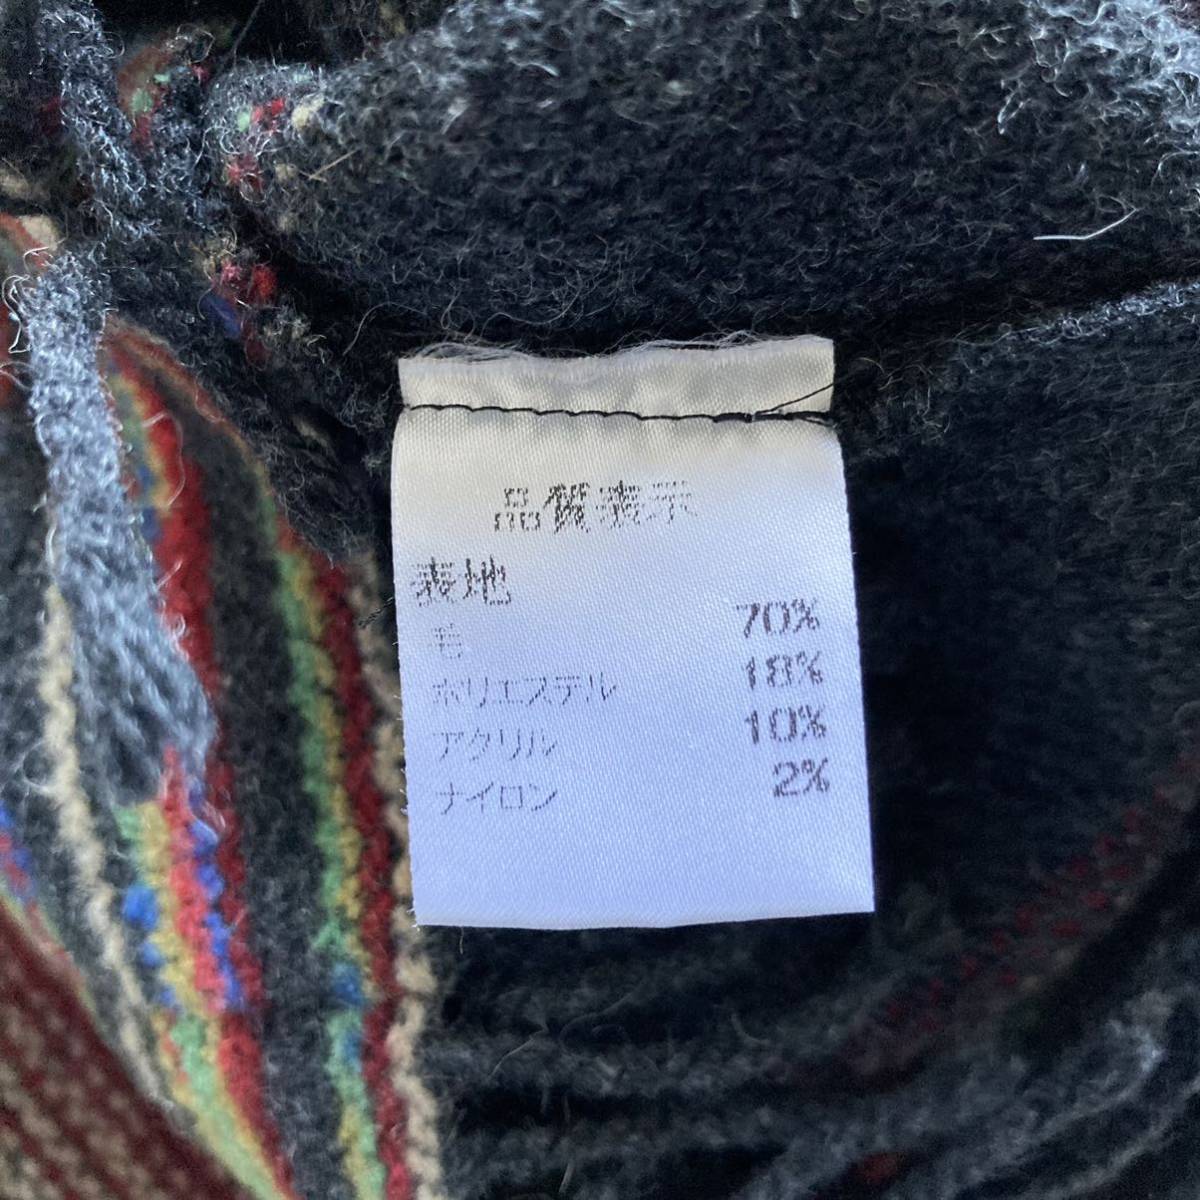 品質表示
表地
毛 70%
ポリエステル 18%
アクリル 10%
ナイロン 2%